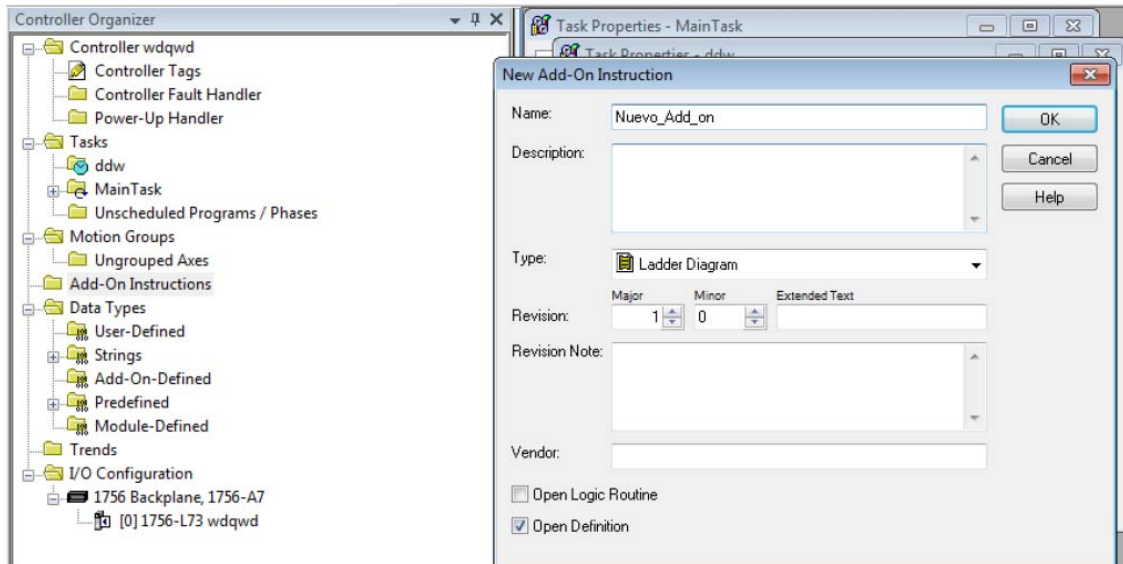 Controller Organizer
Controller wdqwd
Controller Tags
Controller Fault Handler
Power-Up Handler
Tasks
ddw
MainTask
Unscheduled Programs / Phases
Motion Groups
Ungrouped Axes
Add-On Instructions
Data Types
User-Defined
Strings
Add-On-Defined
Predefined
Module-Defined
Trends
I/O Configuration
1756 Backplane, 1756-A7
[0] 1756-L73 wdqwd
Task Properties - MainTask
Task Properties - ddw
New Add-On Instruction
Name: Nuevo_Add_on
OK
Description:
Cancel
Help
Type: Ladder Diagram
Major Minor Extended Text
Revision: 1 0
Revision Note:
Vendor:
Open Logic Routine
Open Definition